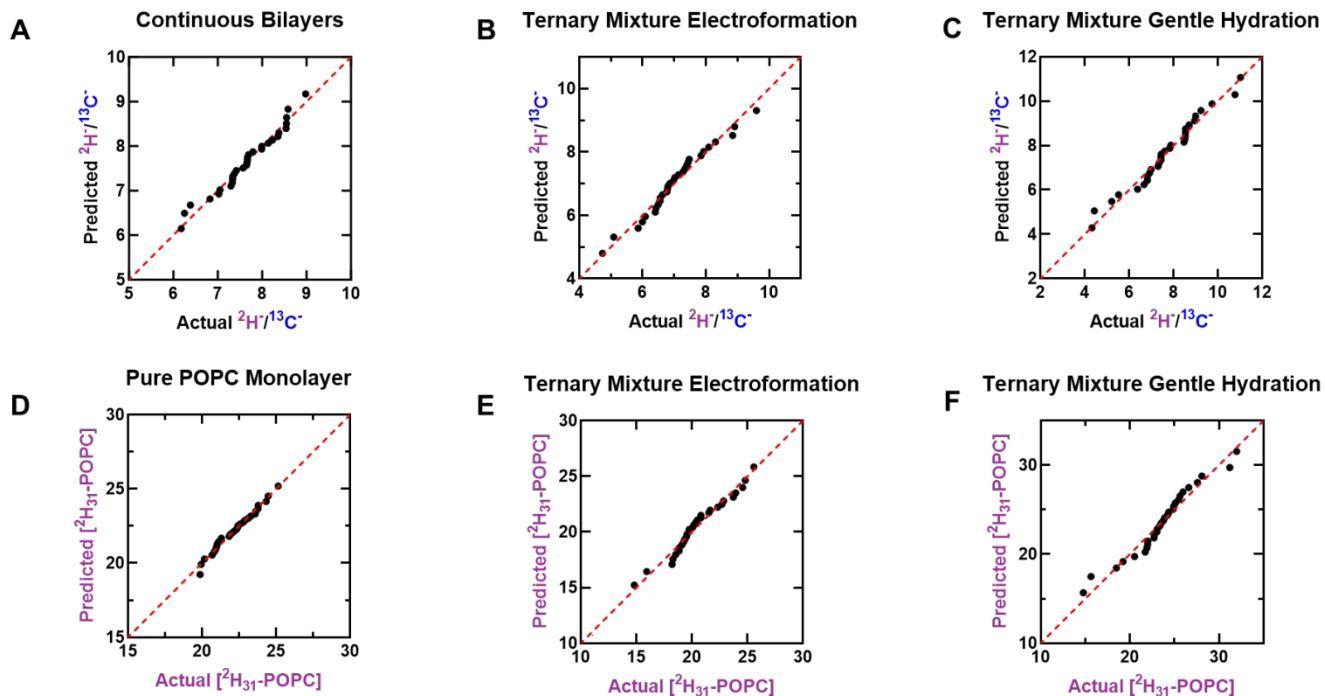 A
Continuous Bilayers
Predicted ²H⁻/¹³C⁻
10
9
8
7
6
5
5 6 7 8 9 10
Actual ²H⁻/¹³C⁻
B
Ternary Mixture Electroformation
Predicted ²H⁻/¹³C⁻
10
8
6
4
4 6 8 10
Actual ²H⁻/¹³C⁻
C
Ternary Mixture Gentle Hydration
Predicted ²H⁻/¹³C⁻
12
10
8
6
4
2
2 4 6 8 10 12
Actual ²H⁻/¹³C⁻
D
Pure POPC Monolayer
Predicted [²H₃₁-POPC]
30
25
20
15
15 20 25 30
Actual [²H₃₁-POPC]
E
Ternary Mixture Electroformation
Predicted [²H₃₁-POPC]
30
25
20
15
10
10 15 20 25 30
Actual [²H₃₁-POPC]
F
Ternary Mixture Gentle Hydration
Predicted [²H₃₁-POPC]
30
20
10
10 20 30
Actual [²H₃₁-POPC]